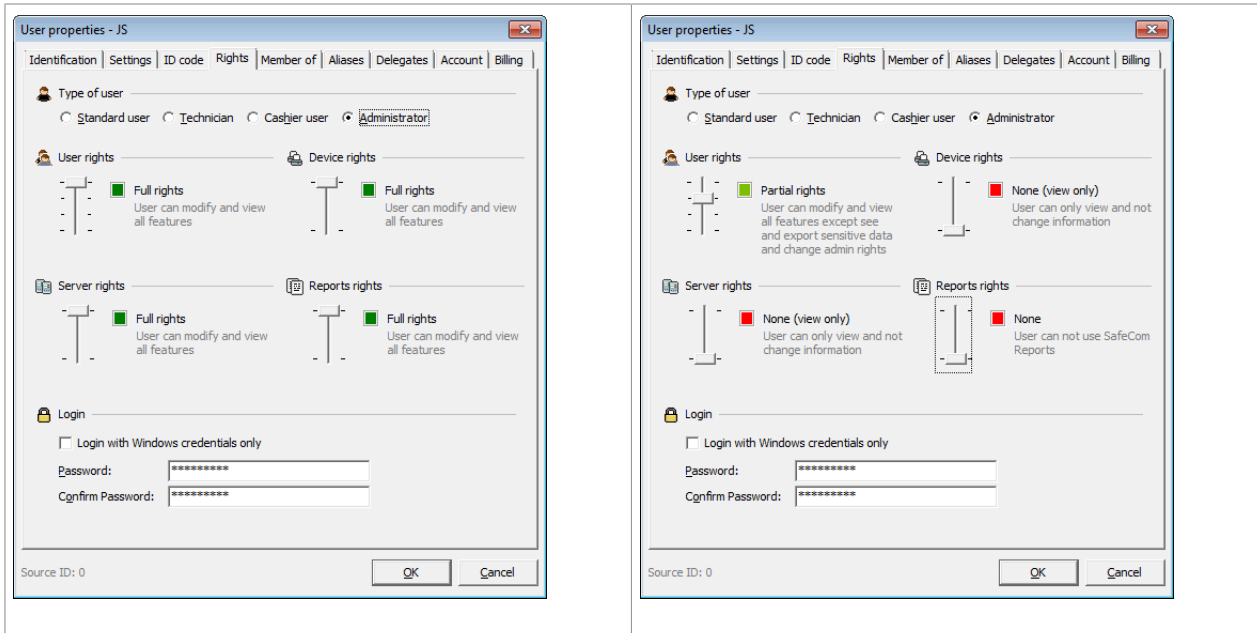 User properties - JS
Identification Settings ID code Rights Member of Aliases Delegates Account Billing
Type of user
Standard user Technician Cashier user Administrator
User rights
Full rights
User can modify and view
all features
Device rights
Full rights
User can modify and view
all features
Server rights
Full rights
User can modify and view
all features
Reports rights
Full rights
User can modify and view
all features
Login
Login with Windows credentials only
Password: *********
Confirm Password: *********
Source ID: 0
OK Cancel
User properties - JS
Identification Settings ID code Rights Member of Aliases Delegates Account Billing
Type of user
Standard user Technician Cashier user Administrator
User rights
Partial rights
User can modify and view
all features except see
and export sensitive data
and change admin rights
Device rights
None (view only)
User can only view and not
change information
Server rights
None (view only)
User can only view and not
change information
Reports rights
None
User can not use SafeCom
Reports
Login
Login with Windows credentials only
Password: *********
Confirm Password: *********
Source ID: 0
OK Cancel